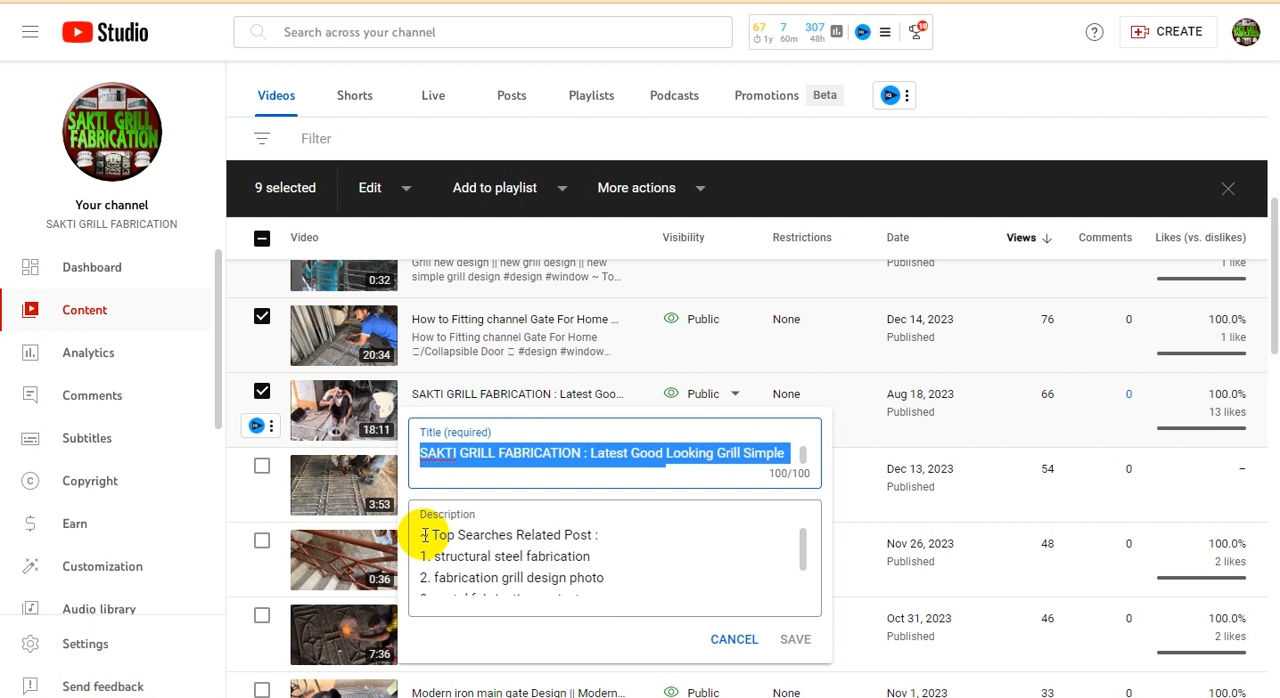 Studio
Search across your channel
67 7 307
1y 60m 48h
10
CREATE
SAKTI GRILL
FABRICATION
Your channel
SAKTI GRILL FABRICATION
Dashboard
Content
Analytics
Comments
Subtitles
Copyright
Earn
Customization
Audio library
Settings
Send feedback
Videos Shorts Live Posts Playlists Podcasts Promotions Beta
Filter
9 selected Edit Add to playlist More actions
Video Visibility Restrictions Date Views Comments Likes (vs. dislikes)
Grill new design || new grill design || new
simple grill design #design #window ~ To...
0:32
Published
1 like
How to Fitting channel Gate For Home ...
How to Fitting channel Gate For Home
/Collapsible Door #design #window...
20:34
Public None Dec 14, 2023 76 0 100.0%
Published 1 like
SAKTI GRILL FABRICATION : Latest Goo...
18:11
Public None Aug 18, 2023 66 0 100.0%
Published 13 likes
Title (required)
SAKTI GRILL FABRICATION : Latest Good Looking Grill Simple
100/100
Description
Top Searches Related Post :
1. structural steel fabrication
2. fabrication grill design photo
CANCEL SAVE
3:53
Dec 13, 2023 54 0 –
Published
0:36
Nov 26, 2023 48 0 100.0%
Published 2 likes
7:36
Oct 31, 2023 46 0 100.0%
Published 2 likes
Modern iron main gate Design || Modern...
Public None Nov 1, 2023 33 0 100.0%